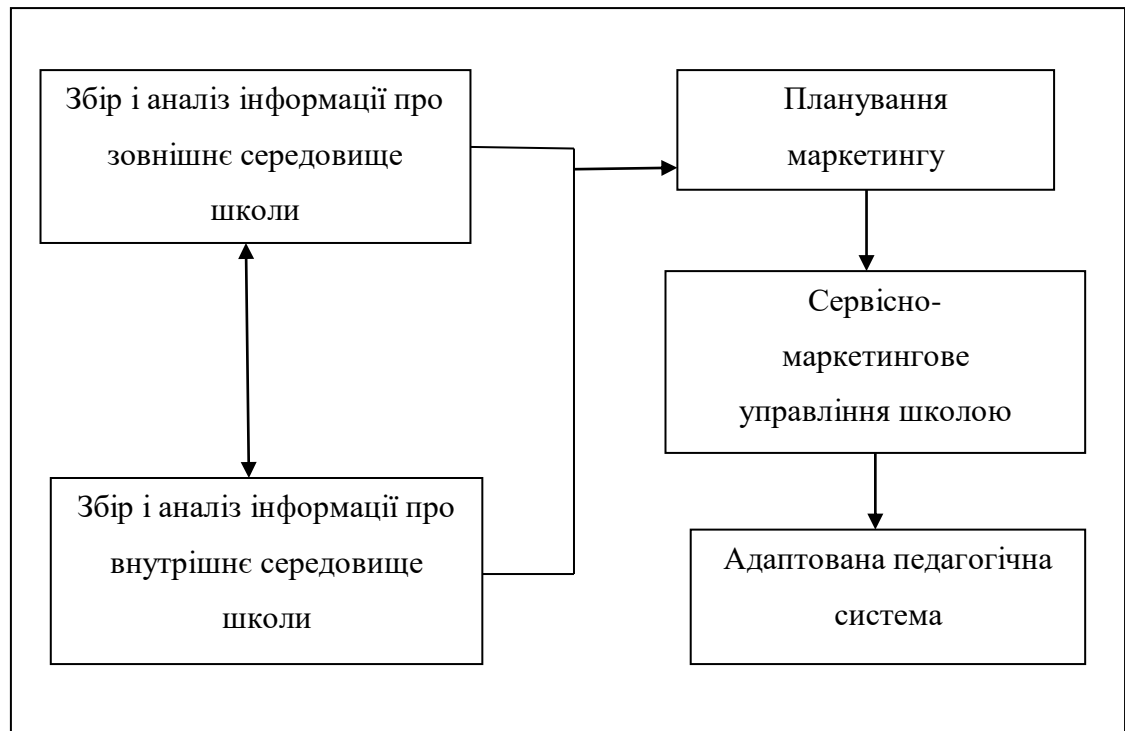 Збір і аналіз інформації про
зовнішнє середовище
школи
Збір і аналіз інформації про
внутрішнє середовище
школи
Планування
маркетингу
Сервісно-
маркетингове
управління школою
Адаптована педагогічна
система